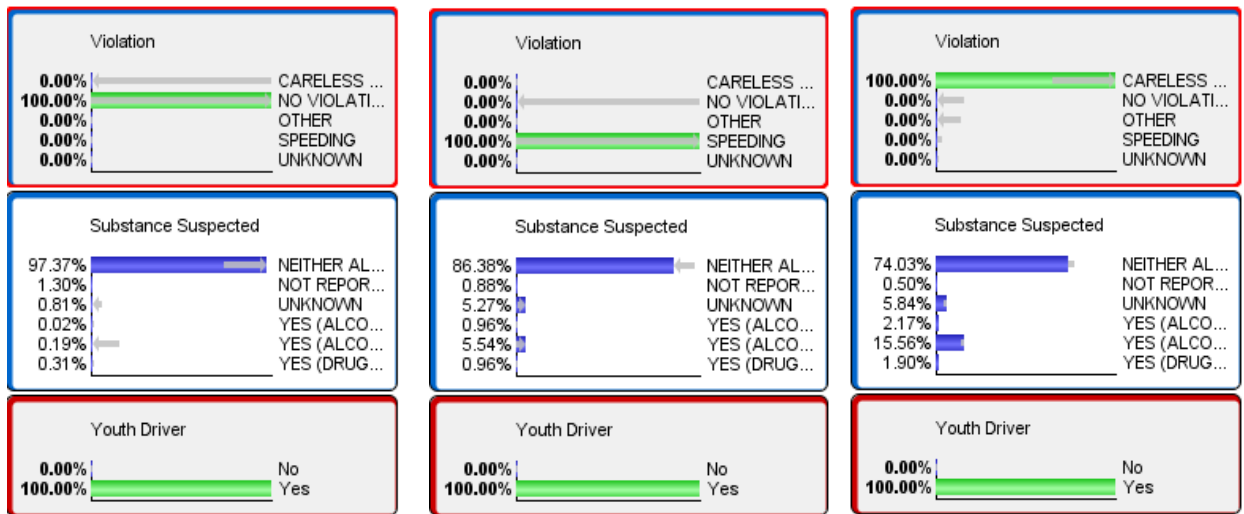 Violation
0.00% CARELESS ...
100.00% NO VIOLATI...
0.00% OTHER
0.00% SPEEDING
0.00% UNKNOWN
Substance Suspected
97.37% NEITHER AL...
1.30% NOT REPOR...
0.81% UNKNOWN
0.02% YES (ALCO...
0.19% YES (ALCO...
0.31% YES (DRUG...
Youth Driver
0.00% No
100.00% Yes
Violation
0.00% CARELESS ...
0.00% NO VIOLATI...
0.00% OTHER
100.00% SPEEDING
0.00% UNKNOWN
Substance Suspected
86.38% NEITHER AL...
0.88% NOT REPOR...
5.27% UNKNOWN
0.96% YES (ALCO...
5.54% YES (ALCO...
0.96% YES (DRUG...
Youth Driver
0.00% No
100.00% Yes
Violation
100.00% CARELESS ...
0.00% NO VIOLATI...
0.00% OTHER
0.00% SPEEDING
0.00% UNKNOWN
Substance Suspected
74.03% NEITHER AL...
0.50% NOT REPOR...
5.84% UNKNOWN
2.17% YES (ALCO...
15.56% YES (ALCO...
1.90% YES (DRUG...
Youth Driver
0.00% No
100.00% Yes